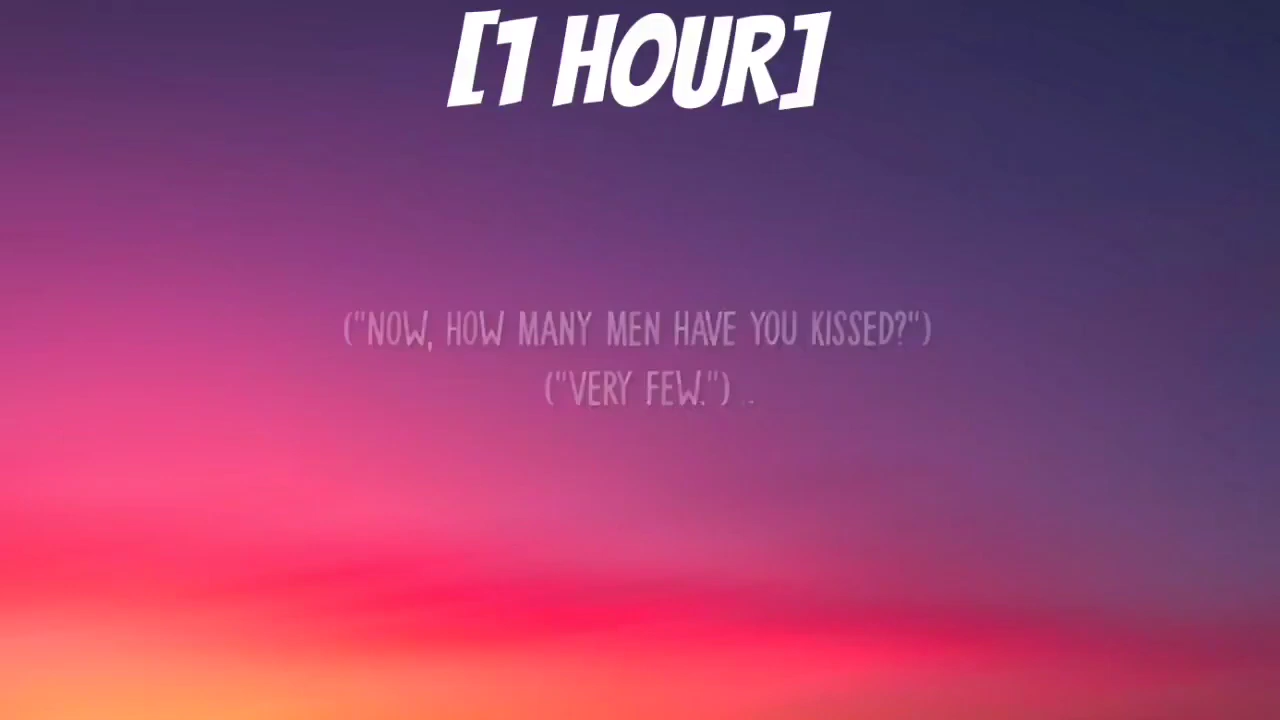 [1 HOUR]
("NOW, HOW MANY MEN HAVE YOU KISSED?")
("VERY FEW.") ..